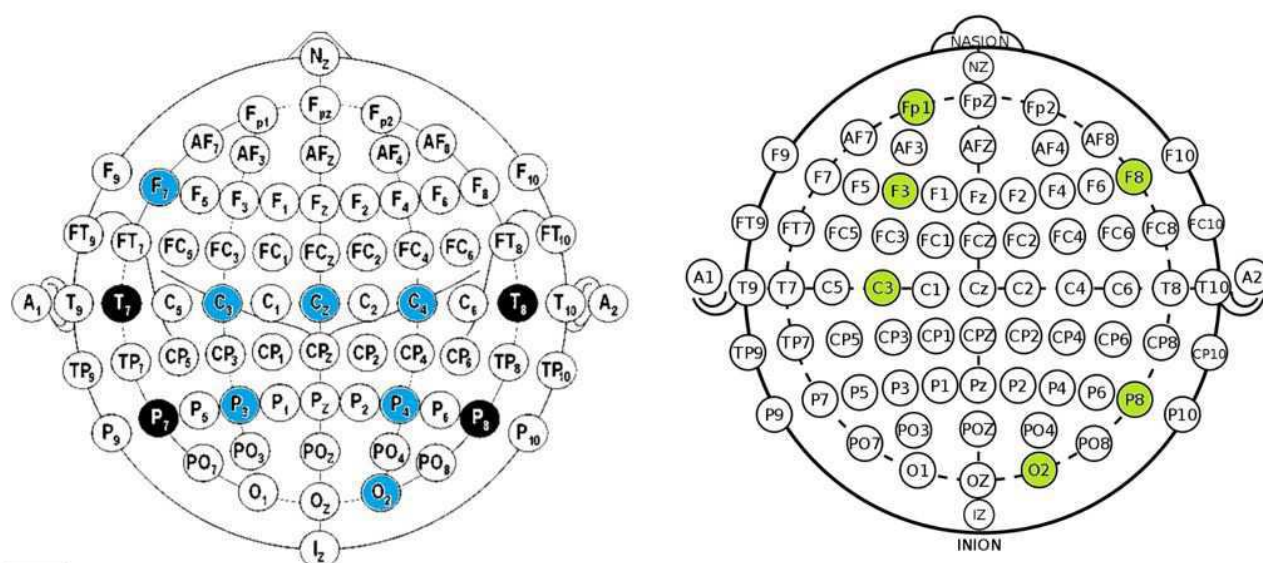 Nz
Fp1 Fpz Fp2
AF7 AF3 AFz AF4 AF8
F9 F7 F5 F3 F1 Fz F2 F4 F6 F8 F10
FT9 FT7 FC5 FC3 FC1 FCz FC2 FC4 FC6 FT8 FT10
A1 T9 T7 C5 C3 C1 Cz C2 C4 C6 T8 T10 A2
TP9 TP7 CP5 CP3 CP1 CPz CP2 CP4 CP6 TP8 TP10
P9 P7 P5 P3 P1 Pz P2 P4 P6 P8 P10
PO7 PO3 POz PO4 PO8
O1 Oz O2
Iz
NASION
NZ
Fp1 FpZ Fp2
AF7 AF3 AFZ AF4 AF8
F9 F7 F5 F3 F1 Fz F2 F4 F6 F8 F10
FT9 FT7 FC5 FC3 FC1 FCZ FC2 FC4 FC6 FC8 FC10
A1 T9 T7 C5 C3 C1 Cz C2 C4 C6 T8 T10 A2
TP9 TP7 CP5 CP3 CP1 CPZ CP2 CP4 CP6 CP8 CP10
P9 P7 P5 P3 P1 Pz P2 P4 P6 P8 P10
PO7 PO3 POZ PO4 PO8
O1 OZ O2
IZ
INION